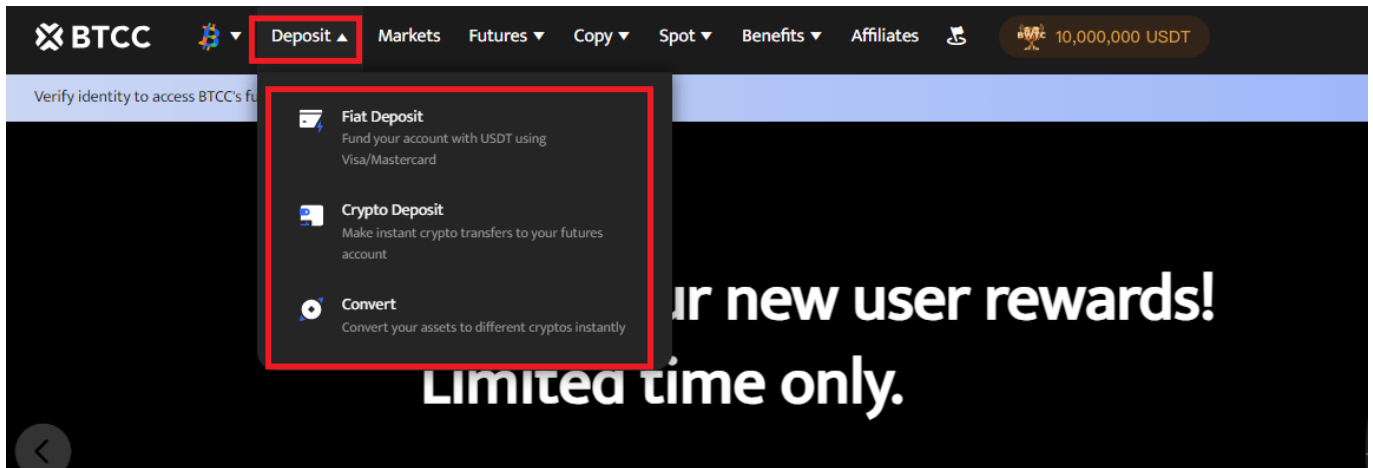 BTCC Deposit Markets Futures Copy Spot Benefits Affiliates 10,000,000 USDT
Verify identity to access BTCC's fu
Fiat Deposit
Fund your account with USDT using
Visa/Mastercard
Crypto Deposit
Make instant crypto transfers to your futures
account
Convert
Convert your assets to different cryptos instantly
ur new user rewards!
Limited time only.